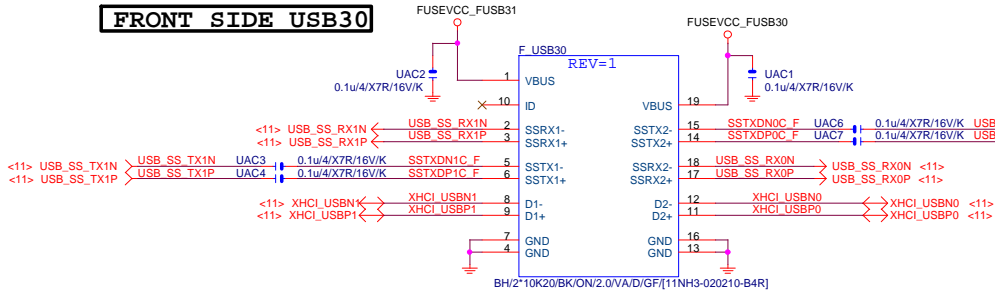 FRONT SIDE USB30
FUSEVCC_FUSB31
FUSEVCC_FUSB30
F_USB30
REV=1
UAC2
0.1u/4/X7R/16V/K
UAC1
0.1u/4/X7R/16V/K
1 VBUS
10 ID
VBUS 19
<11> USB_SS_RX1N USB_SS_RX1N 2 SSRX1-
<11> USB_SS_RX1P USB_SS_RX1P 3 SSRX1+
SSTX2- 15 SSTXDN0C_F UAC6 0.1u/4/X7R/16V/K USB
SSTX2+ 14 SSTXDP0C_F UAC7 0.1u/4/X7R/16V/K USB
<11> USB_SS_TX1N USB_SS_TX1N UAC3 0.1u/4/X7R/16V/K SSTXDN1C_F 5 SSTX1-
<11> USB_SS_TX1P USB_SS_TX1P UAC4 0.1u/4/X7R/16V/K SSTXDP1C_F 6 SSTX1+
SSRX2- 18 USB_SS_RX0N USB_SS_RX0N <11>
SSRX2+ 17 USB_SS_RX0P USB_SS_RX0P <11>
<11> XHCI_USBN1 XHCI_USBN1 8 D1-
<11> XHCI_USBP1 XHCI_USBP1 9 D1+
D2- 12 XHCI_USBN0 XHCI_USBN0 <11>
D2+ 11 XHCI_USBP0 XHCI_USBP0 <11>
7 GND
4 GND
GND 16
GND 13
BH/2*10K20/BK/ON/2.0/VA/D/GF/[11NH3-020210-B4R]